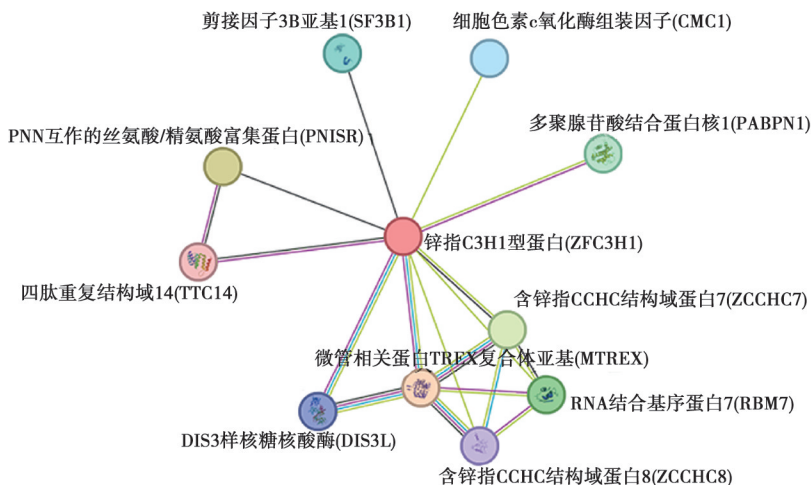 剪接因子3B亚基1(SF3B1)
细胞色素c氧化酶组装因子(CMC1)
多聚腺苷酸结合蛋白核1(PABPN1)
PNN互作的丝氨酸/精氨酸富集蛋白(PNISR)
锌指C3H1型蛋白(ZFC3H1)
四肽重复结构域14(TTC14)
含锌指CCHC结构域蛋白7(ZCCHC7)
微管相关蛋白TREX复合体亚基(MTREX)
RNA结合基序蛋白7(RBM7)
DIS3样核糖核酸酶(DIS3L)
含锌指CCHC结构域蛋白8(ZCCHC8)